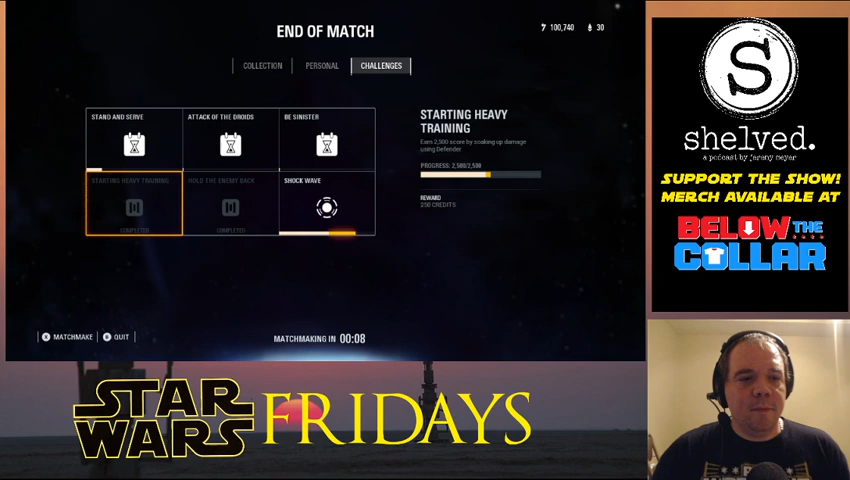 END OF MATCH
100,740
30
COLLECTION
PERSONAL
CHALLENGES
STAND AND SERVE
ATTACK OF THE DROIDS
BE SINISTER
STARTING HEAVY TRAINING
COMPLETED
HOLD THE ENEMY BACK
COMPLETED
SHOCK WAVE
STARTING HEAVY
TRAINING
Earn 2,500 score by soaking up damage
using Defender
PROGRESS: 2,500/2,500
REWARD
250 CREDITS
X MATCHMAKE
B QUIT
MATCHMAKING IN 00:08
S
shelved.
a podcast by jeremy meyer
SUPPORT THE SHOW!
MERCH AVAILABLE AT
BELOW THE
COLLAR
STAR
WARS
FRIDAYS